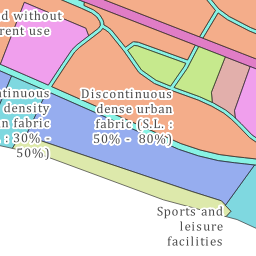 d without
rent use
Discontinuous
dense urban
fabric (S.L. :
50% - 80%)
ntinuous
density
n fabric
: 30% -
50%)
Sports and
leisure
facilities